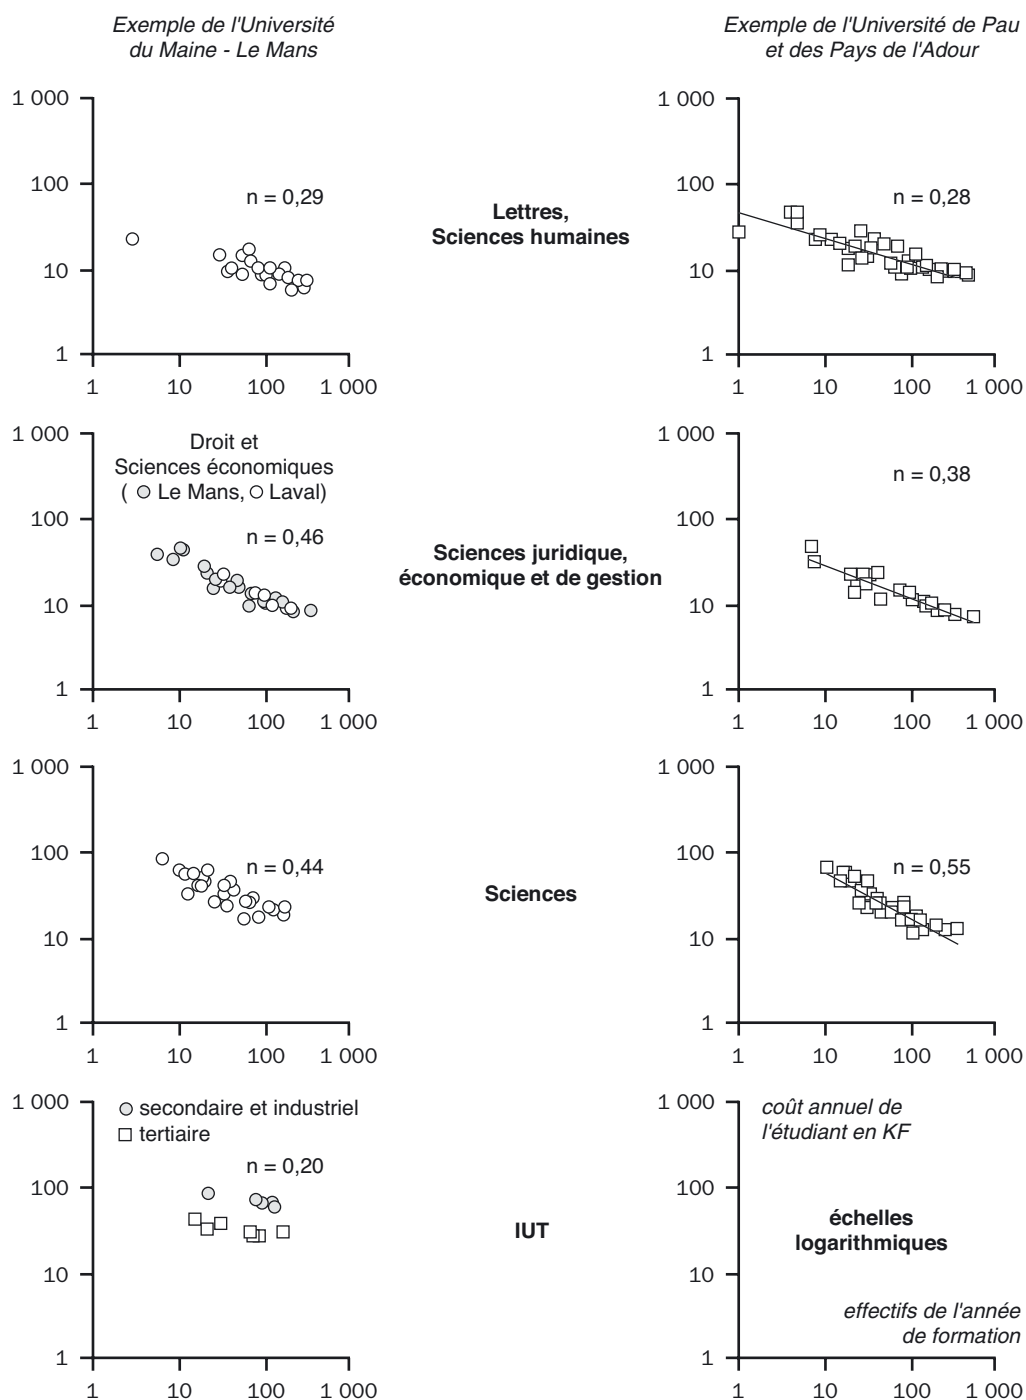 Exemple de l'Université
du Maine - Le Mans
Exemple de l'Université de Pau
et des Pays de l'Adour
1 000
100
10
1
1 10 100 1 000
n = 0,29
Lettres,
Sciences humaines
1 000
100
10
1
1 10 100 1 000
n = 0,28
1 000
100
10
1
1 10 100 1 000
Droit et
Sciences économiques
( Le Mans, Laval)
n = 0,46
Sciences juridique,
économique et de gestion
1 000
100
10
1
1 10 100 1 000
n = 0,38
1 000
100
10
1
1 10 100 1 000
n = 0,44
Sciences
1 000
100
10
1
1 10 100 1 000
n = 0,55
1 000
100
10
1
1 10 100 1 000
secondaire et industriel
tertiaire
n = 0,20
IUT
1 000
100
10
1
1 10 100 1 000
coût annuel de
l'étudiant en KF
échelles
logarithmiques
effectifs de l'année
de formation